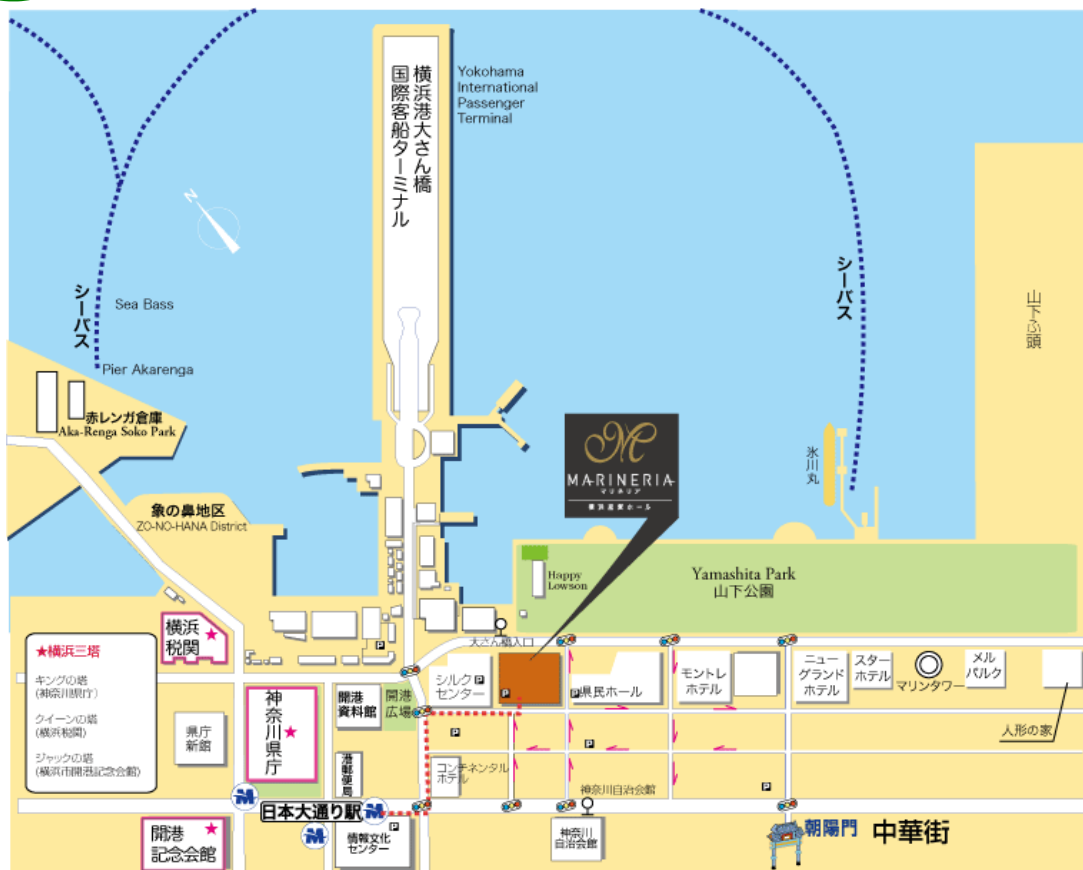 横浜港大さん橋
国際客船ターミナル
Yokohama
International
Passenger
Terminal
N
シーバス
Sea Bass
シーバス
山下ふ頭
Pier Akarenga
赤レンガ倉庫
Aka-Renga Soko Park
M
MARINERIA
マリネリア
横浜産貿ホール
氷川丸
象の鼻地区
ZO-NO-HANA District
Happy
Lowson
Yamashita Park
山下公園
横浜
税関
★
大さん橋入口
P
★横浜三塔
キングの塔
(神奈川県庁)
クイーンの塔
(横浜税関)
ジャックの塔
(横浜市開港記念会館)
県庁
新館
神奈川県庁
★
開港
資料館
開港
広場
シルク
センター
P
P
P
県民ホール
モントレ
ホテル
ニュー
グランド
ホテル
スター
ホテル
マリンタワー
メル
パルク
人形の家
P
P
P
港郵便局
コンチネンタル
ホテル
神奈川自治会館
日本大通り駅
開港
記念会館
★
情報文化
センター
P
神奈川
自治会館
朝陽門
中華街